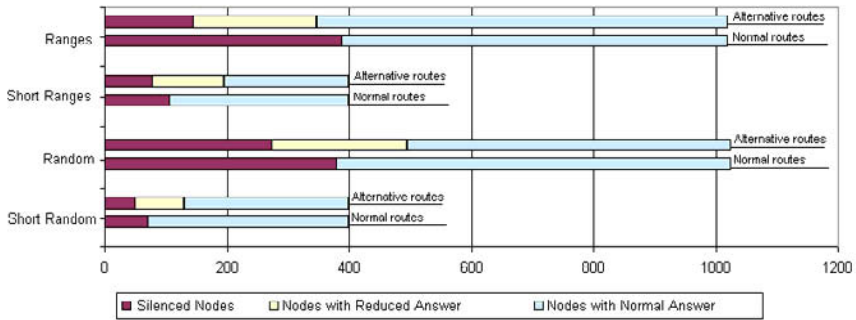 Alternative routes
Ranges
Normal routes
Alternative routes
Short Ranges
Normal routes
Alternative routes
Random
Normal routes
Alternative routes
Short Random
Normal routes
0 200 400 600 800 1000 1200
Silenced Nodes Nodes with Reduced Answer Nodes with Normal Answer